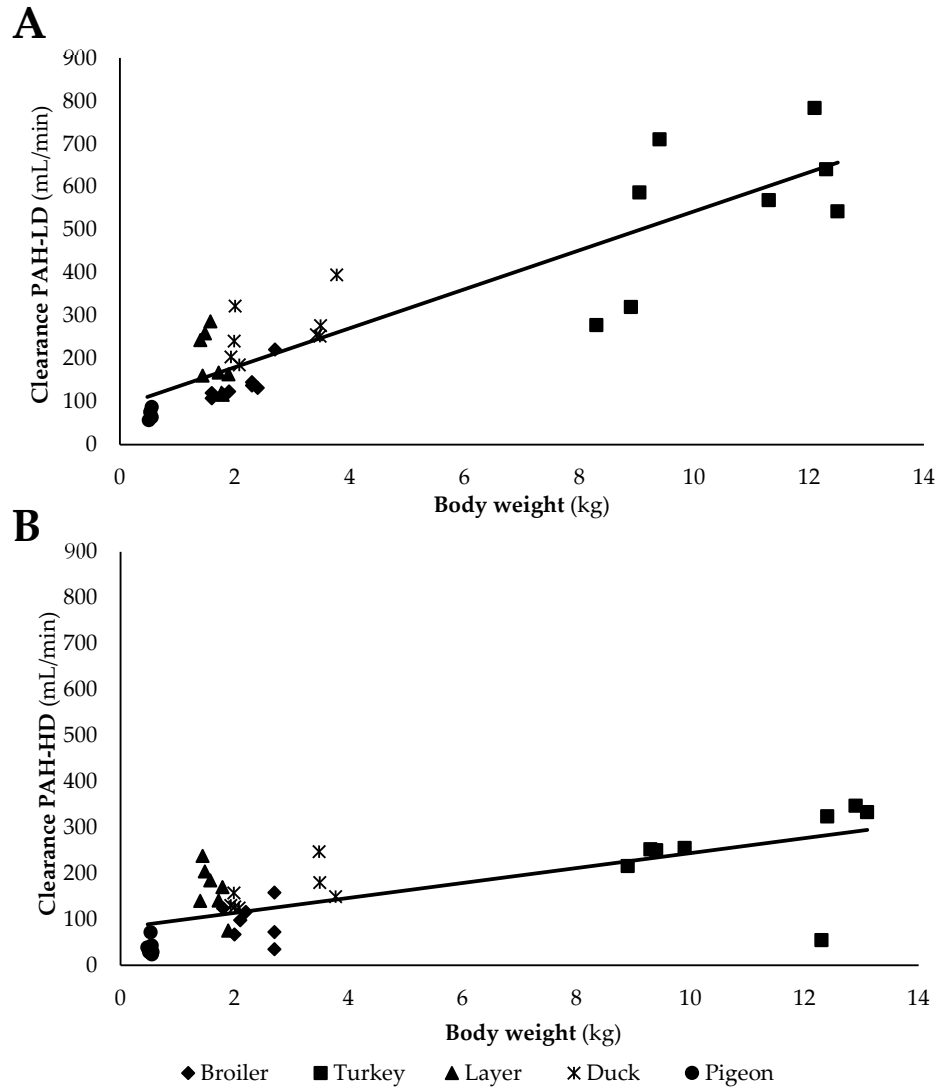 A
900
800
700
600
500
400
300
200
100
0
Clearance PAH-LD (mL/min)
0 2 4 6 8 10 12 14
Body weight (kg)
B
900
800
700
600
500
400
300
200
100
0
Clearance PAH-HD (mL/min)
0 2 4 6 8 10 12 14
Body weight (kg)
Broiler Turkey Layer Duck Pigeon